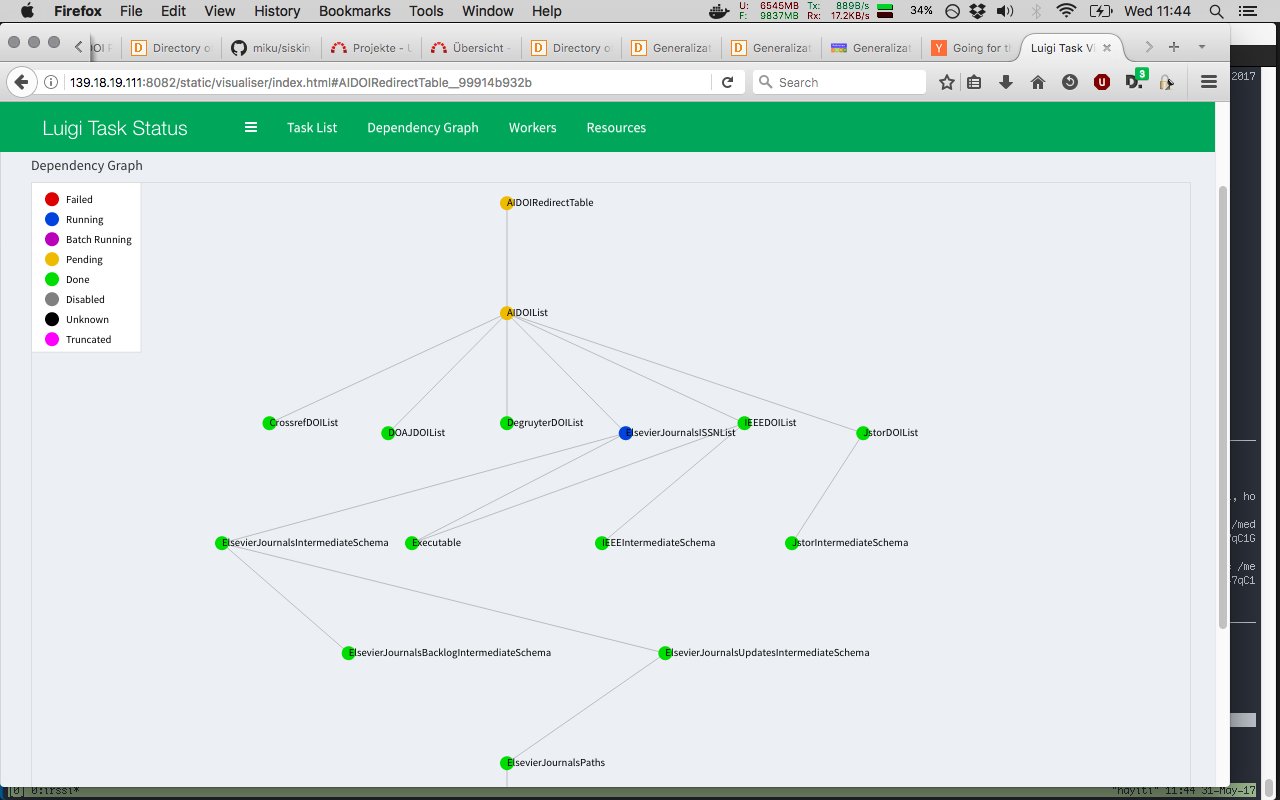 Firefox File Edit View History Bookmarks Tools Window Help U: 6545MB Tx: 889B/s F: 9837MB Rx: 17.2KB/s 34% Wed 11:44
OI F Directory o miku/siskin Projekte - U Übersicht - Directory o Generalizat Generalizat Generalizat Going for th Luigi Task Vi
139.18.19.111:8082/static/visualiser/index.html#AIDOIRedirectTable__99914b932b Search 3 2017
Luigi Task Status Task List Dependency Graph Workers Resources
Dependency Graph
Failed
Running
Batch Running
Pending
Done
Disabled
Unknown
Truncated
AIDOIRedirectTable
AIDOIList
CrossrefDOIList
DOAJDOIList
DegruyterDOIList
ElsevierJournalsISSNList
IEEEDOIList
JstorDOIList
ElsevierJournalsIntermediateSchema
Executable
IEEEIntermediateSchema
JstorIntermediateSchema
ElsevierJournalsBacklogIntermediateSchema
ElsevierJournalsUpdatesIntermediateSchema
ElsevierJournalsPaths
, ho
/med
qC1G
/me
7qC1
[0] 0:irssi* "hayiti" 11:44 31-May-17